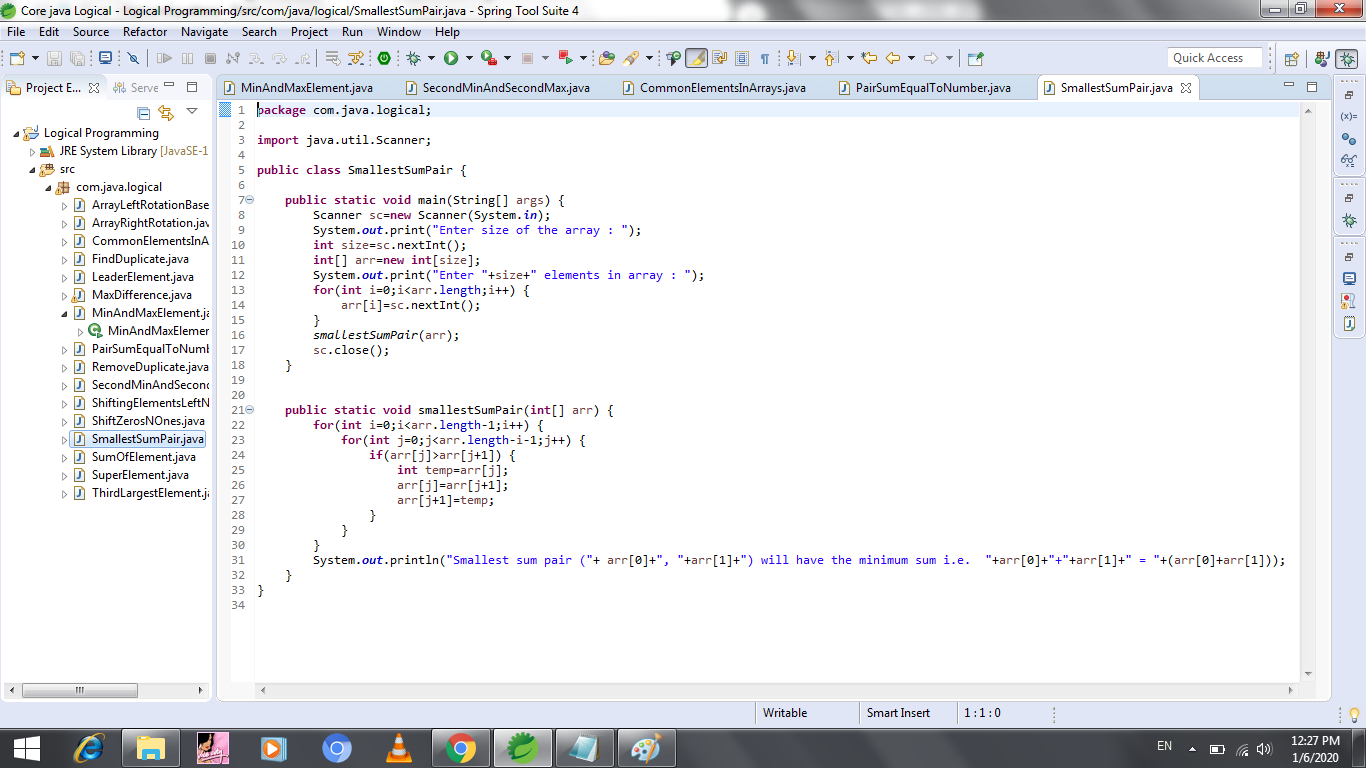 Core java Logical - Logical Programming/src/com/java/logical/SmallestSumPair.java - Spring Tool Suite 4
File Edit Source Refactor Navigate Search Project Run Window Help
Quick Access
Project E... Serve
MinAndMaxElement.java SecondMinAndSecondMax.java CommonElementsInArrays.java PairSumEqualToNumber.java SmallestSumPair.java
Logical Programming
JRE System Library [JavaSE-1
src
com.java.logical
ArrayLeftRotationBase
ArrayRightRotation.jav
CommonElementsInA
FindDuplicate.java
LeaderElement.java
MaxDifference.java
MinAndMaxElement.ja
MinAndMaxElemer
PairSumEqualToNumb
RemoveDuplicate.java
SecondMinAndSecond
ShiftingElementsLeftN
ShiftZerosNOnes.java
SmallestSumPair.java
SumOfElement.java
SuperElement.java
ThirdLargestElement.ja
1 package com.java.logical;
2
3 import java.util.Scanner;
4
5 public class SmallestSumPair {
6
7 public static void main(String[] args) {
8 Scanner sc=new Scanner(System.in);
9 System.out.print("Enter size of the array : ");
10 int size=sc.nextInt();
11 int[] arr=new int[size];
12 System.out.print("Enter "+size+" elements in array : ");
13 for(int i=0;i<arr.length;i++) {
14 arr[i]=sc.nextInt();
15 }
16 smallestSumPair(arr);
17 sc.close();
18 }
19
20
21 public static void smallestSumPair(int[] arr) {
22 for(int i=0;i<arr.length-1;i++) {
23 for(int j=0;j<arr.length-i-1;j++) {
24 if(arr[j]>arr[j+1]) {
25 int temp=arr[j];
26 arr[j]=arr[j+1];
27 arr[j+1]=temp;
28 }
29 }
30 }
31 System.out.println("Smallest sum pair ("+ arr[0]+", "+arr[1]+") will have the minimum sum i.e.  "+arr[0]+"+"+arr[1]+" = "+(arr[0]+arr[1]));
32 }
33 }
34
Writable Smart Insert 1 : 1 : 0
EN 12:27 PM
1/6/2020